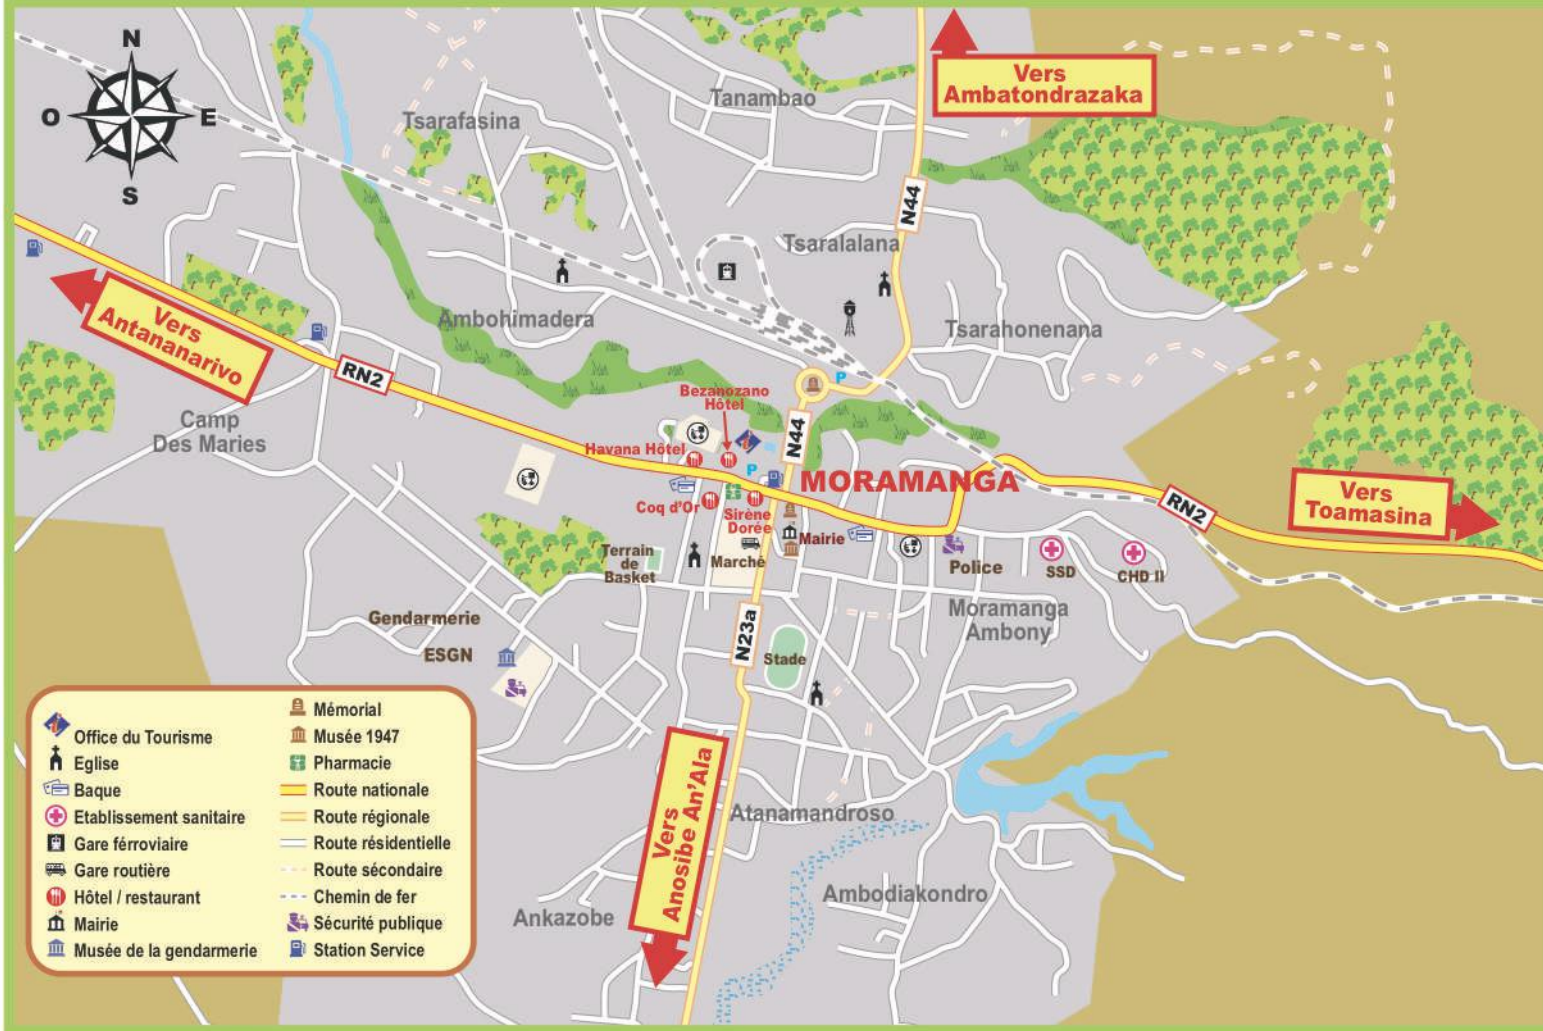 N
O
E
S
Vers
Ambatondrazaka
Tanambao
Tsarafasina
N44
Tsaralalana
Vers
Antananarivo
Ambohimadera
Tsarahonenana
RN2
P
Bezanozano
Hôtel
Camp
Des Maries
N44
Havana Hôtel
P
MORAMANGA
Vers
Toamasina
RN2
Coq d'Or
Sirène
Dorée
Mairie
Terrain
de
Basket
Marché
Police
SSD
CHD II
Moramanga
Ambony
Gendarmerie
N23a
ESGN
Stade
Vers
Anosibe An'Ala
Atanamandroso
Ambodiakondro
Ankazobe
Office du Tourisme
Eglise
Baque
Etablissement sanitaire
Gare férroviaire
Gare routière
Hôtel / restaurant
Mairie
Musée de la gendarmerie
Mémorial
Musée 1947
Pharmacie
Route nationale
Route régionale
Route résidentielle
Route sécondaire
Chemin de fer
Sécurité publique
Station Service